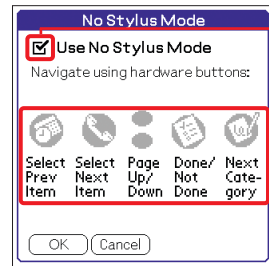 No Stylus Mode
Use No Stylus Mode
Navigate using hardware buttons:
Select Select Page Done/ Next
Prev Next Up/ Not Cate-
Item Item Down Done gory
OK Cancel